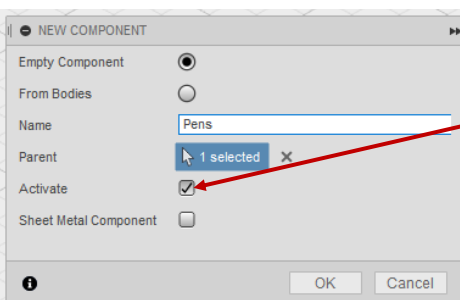 NEW COMPONENT
Empty Component
From Bodies
Name Pens
Parent 1 selected
Activate
Sheet Metal Component
OK Cancel